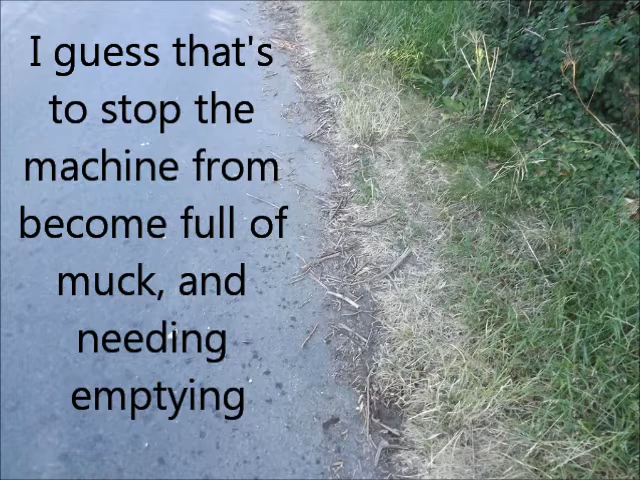 I guess that's
to stop the
machine from
become full of
muck, and
needing
emptying